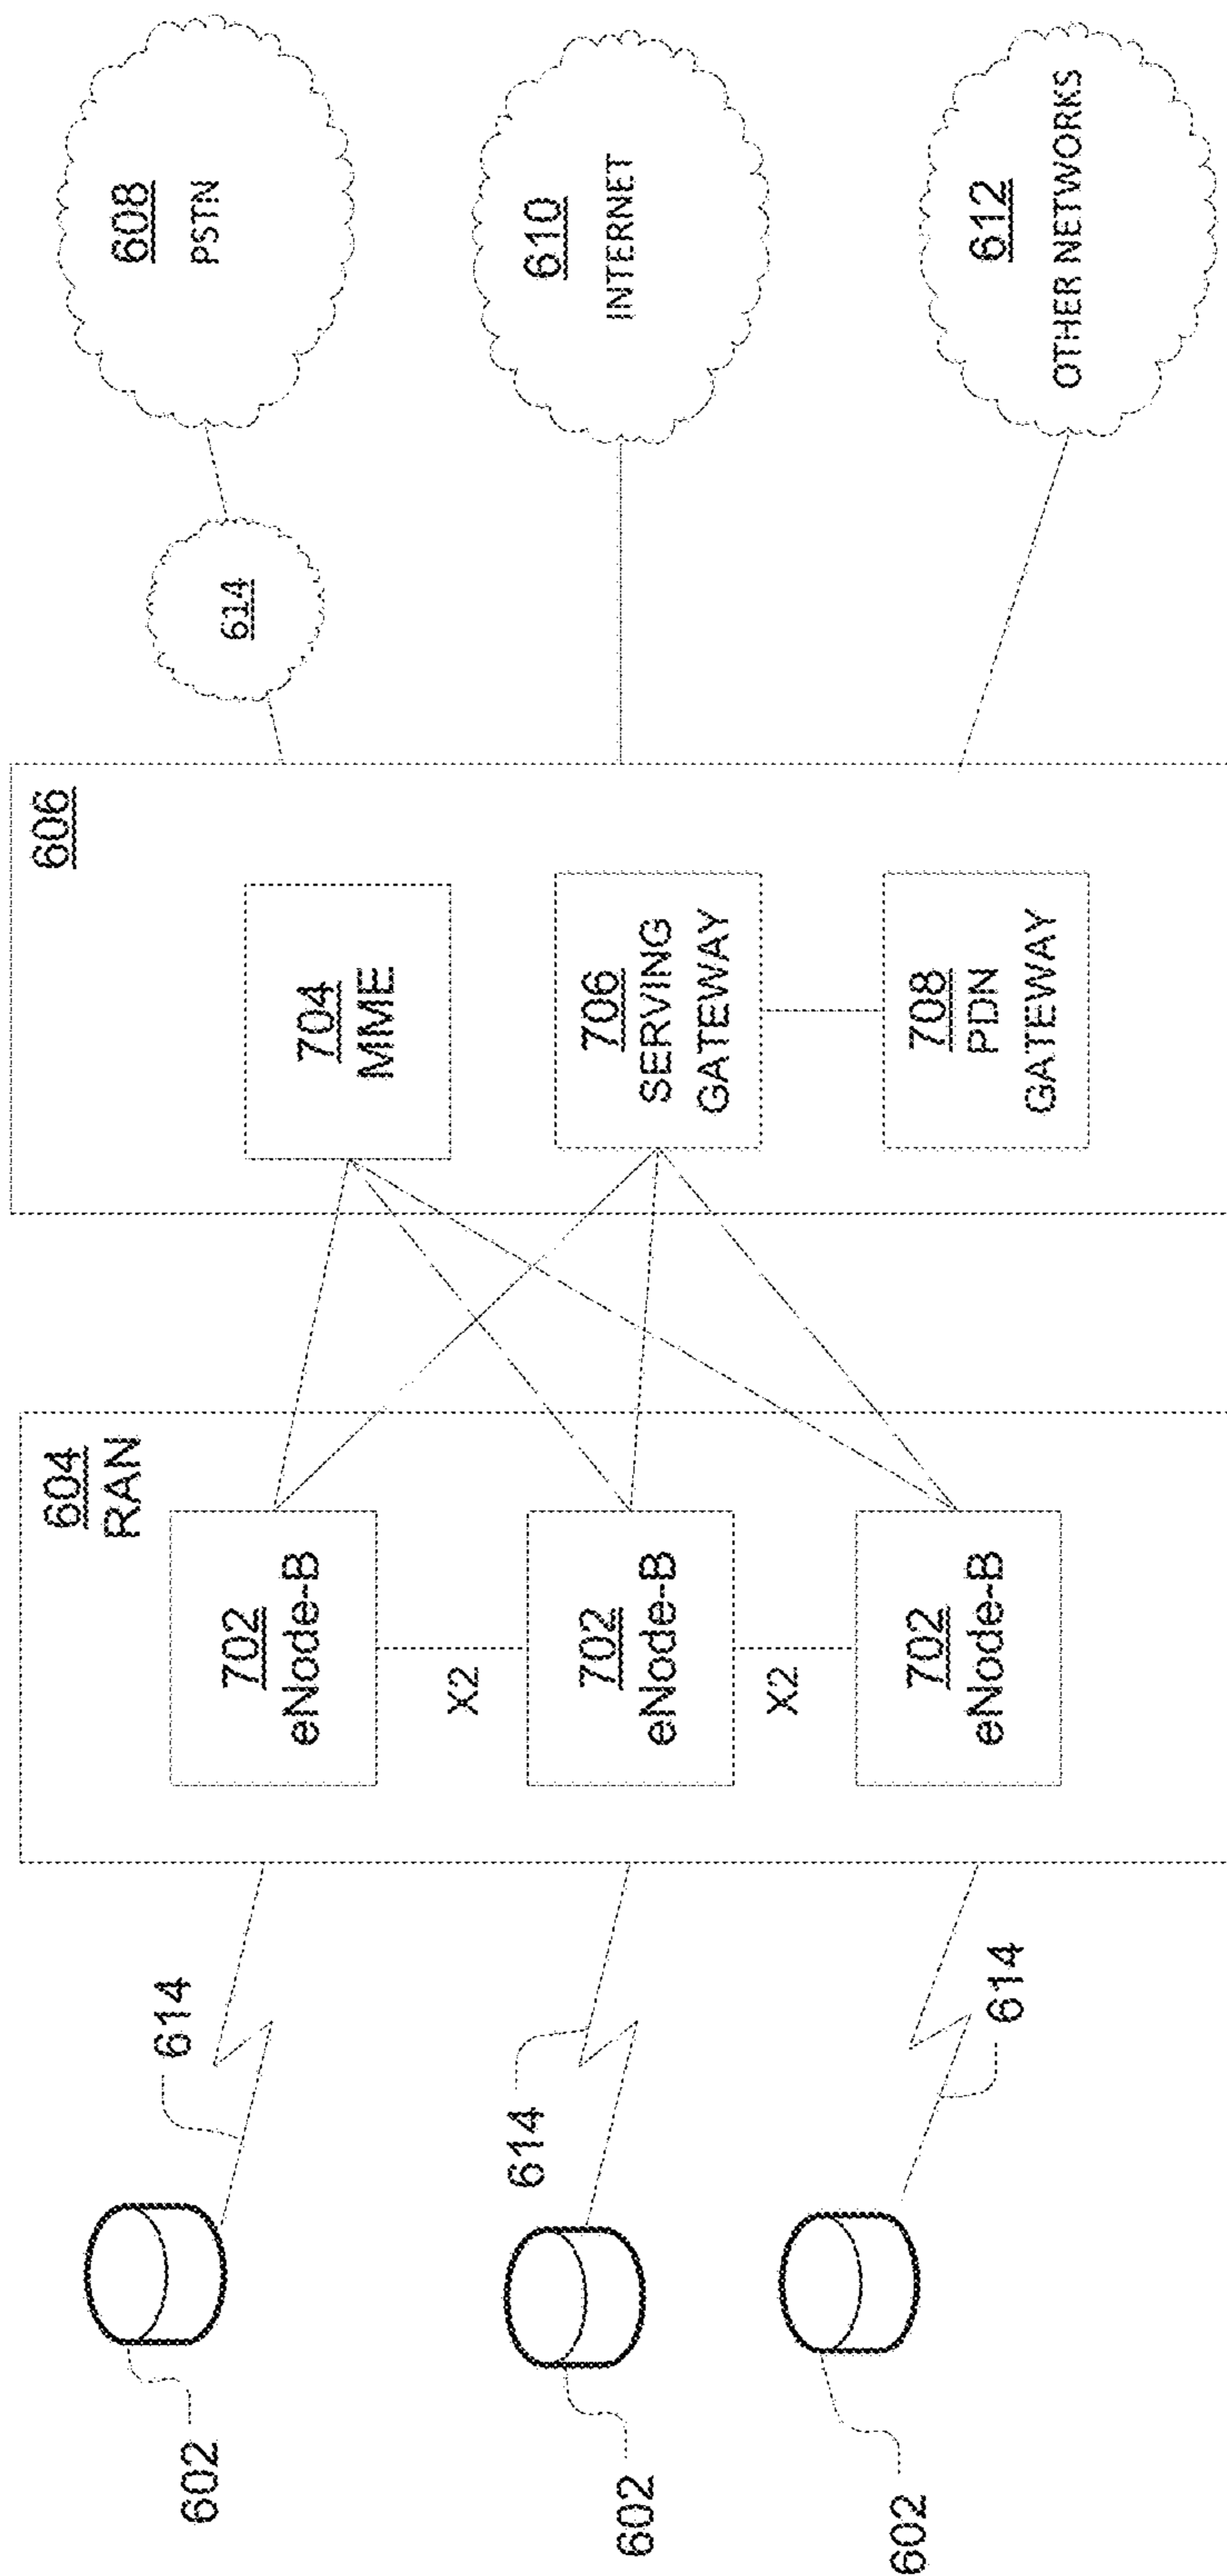 602
602
602
614
614
614
604
RAN
702
eNode-B
X2
702
eNode-B
X2
702
eNode-B
606
704
MME
706
SERVING
GATEWAY
708
PDN
GATEWAY
614
608
PSTN
610
INTERNET
612
OTHER NETWORKS